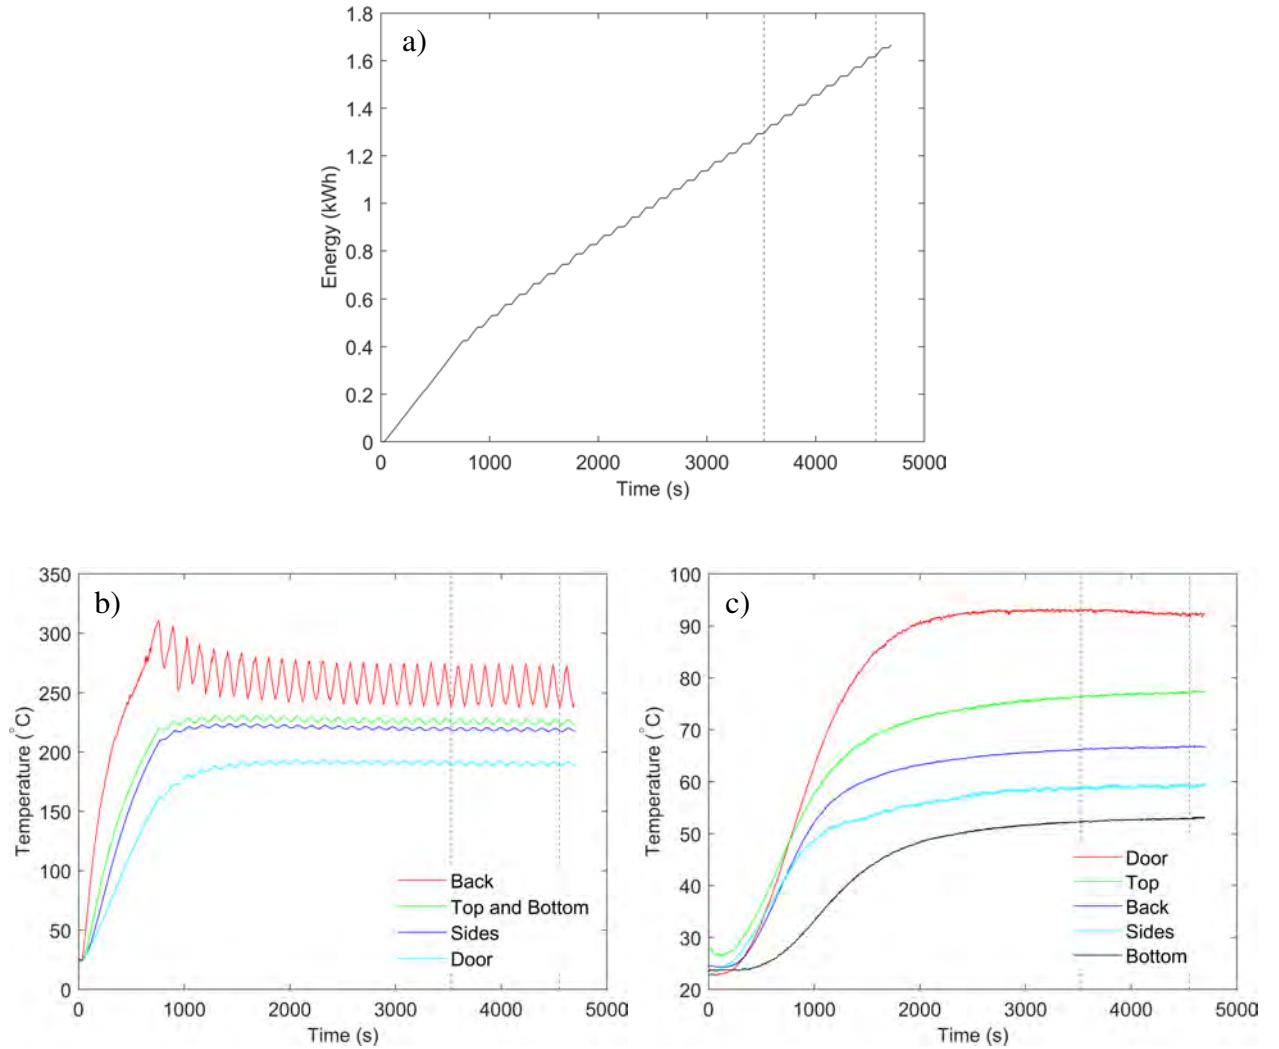 a)
1.8
1.6
1.4
1.2
1
0.8
0.6
0.4
0.2
0
Energy (kWh)
0 1000 2000 3000 4000 5000
Time (s)
b)
350
300
250
200
150
100
50
0
Temperature (°C)
Back
Top and Bottom
Sides
Door
0 1000 2000 3000 4000 5000
Time (s)
c)
100
90
80
70
60
50
40
30
20
Temperature (°C)
Door
Top
Back
Sides
Bottom
0 1000 2000 3000 4000 5000
Time (s)